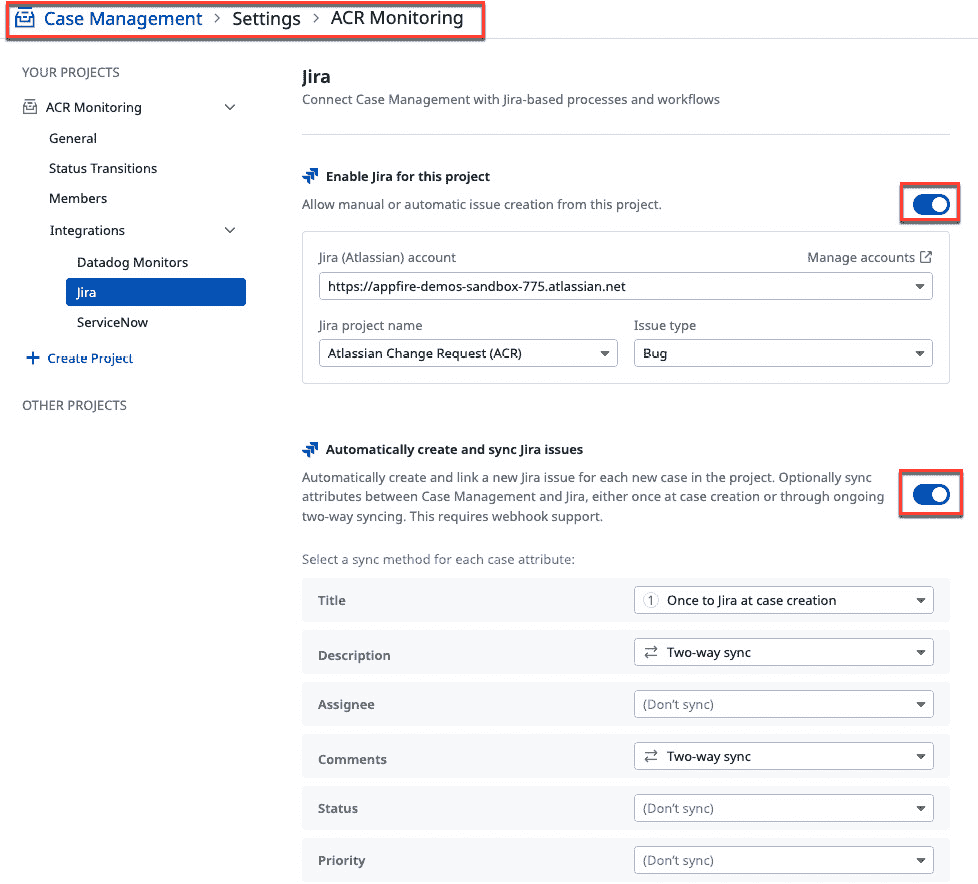 Case Management > Settings > ACR Monitoring
YOUR PROJECTS
ACR Monitoring
General
Status Transitions
Members
Integrations
Datadog Monitors
Jira
ServiceNow
Create Project
OTHER PROJECTS
Jira
Connect Case Management with Jira-based processes and workflows
Enable Jira for this project
Allow manual or automatic issue creation from this project.
Jira (Atlassian) account
Manage accounts
https://appfire-demos-sandbox-775.atlassian.net
Jira project name
Issue type
Atlassian Change Request (ACR)
Bug
Automatically create and sync Jira issues
Automatically create and link a new Jira issue for each new case in the project. Optionally sync
attributes between Case Management and Jira, either once at case creation or through ongoing
two-way syncing. This requires webhook support.
Select a sync method for each case attribute:
Title
1 Once to Jira at case creation
Description
Two-way sync
Assignee
(Don't sync)
Comments
Two-way sync
Status
(Don't sync)
Priority
(Don't sync)